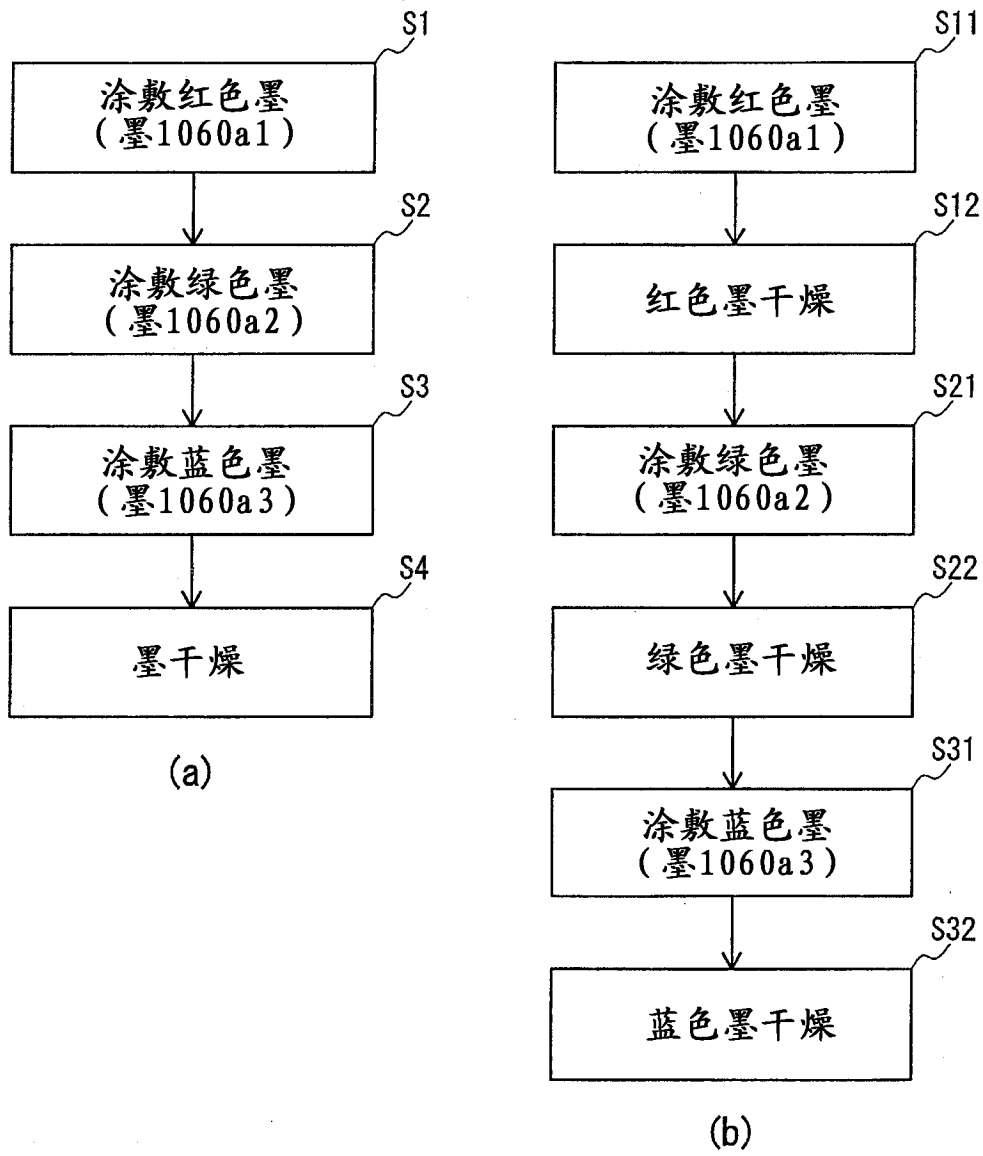 S1
涂敷红色墨
(墨1060a1)
S2
涂敷绿色墨
(墨1060a2)
S3
涂敷蓝色墨
(墨1060a3)
S4
墨干燥
(a)
S11
涂敷红色墨
(墨1060a1)
S12
红色墨干燥
S21
涂敷绿色墨
(墨1060a2)
S22
绿色墨干燥
S31
涂敷蓝色墨
(墨1060a3)
S32
蓝色墨干燥
(b)